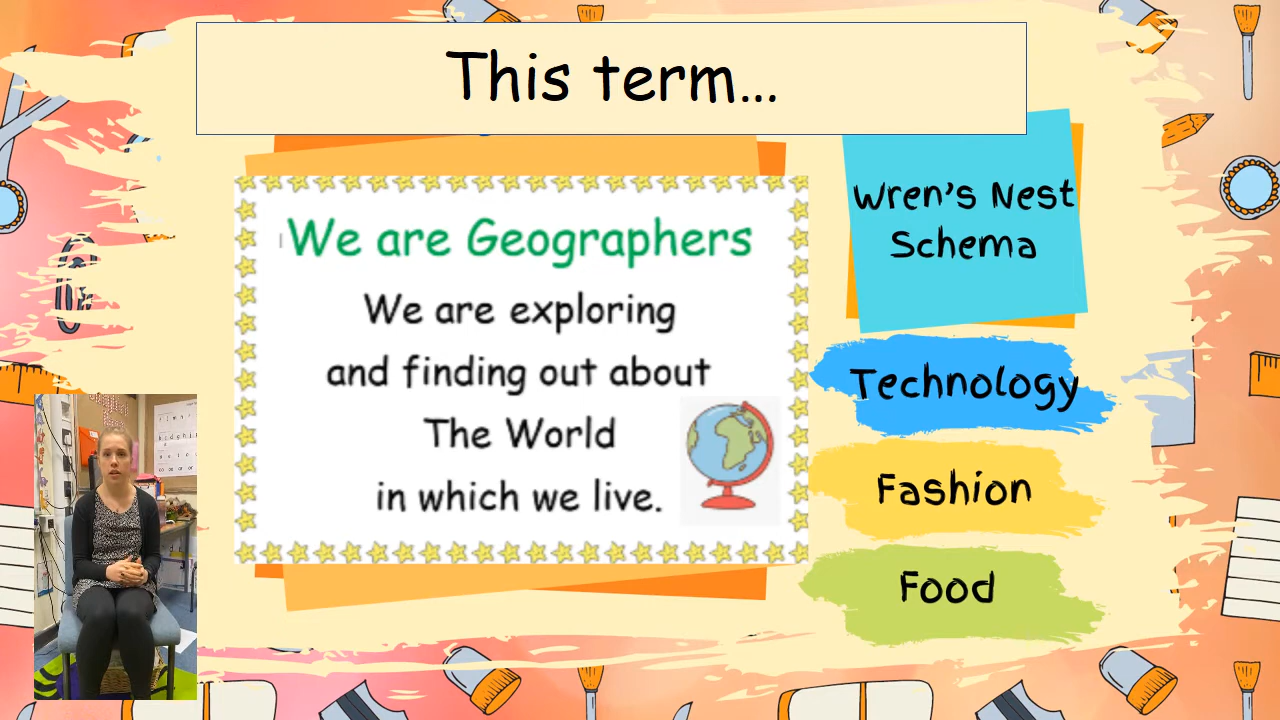 This term...
We are Geographers
We are exploring
and finding out about
The World
in which we live.
Wren's Nest
Schema
Technology
Fashion
Food